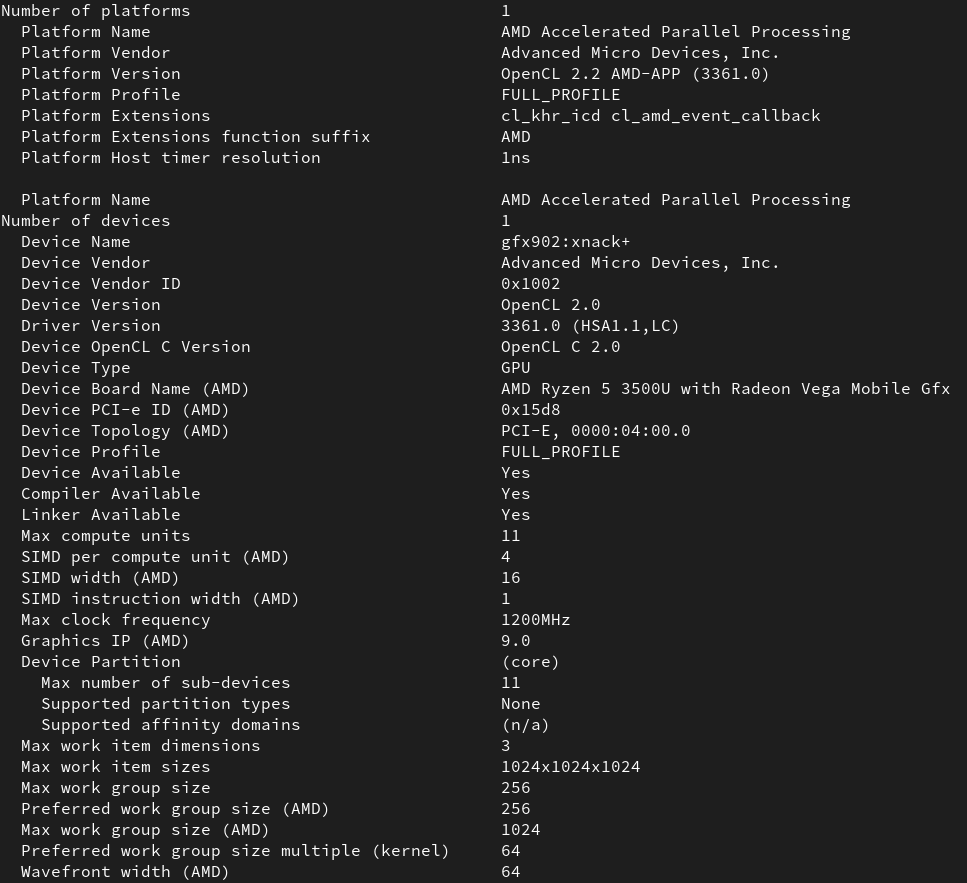 Number of platforms                               1
  Platform Name                                   AMD Accelerated Parallel Processing
  Platform Vendor                                 Advanced Micro Devices, Inc.
  Platform Version                                OpenCL 2.2 AMD-APP (3361.0)
  Platform Profile                                FULL_PROFILE
  Platform Extensions                             cl_khr_icd cl_amd_event_callback
  Platform Extensions function suffix             AMD
  Platform Host timer resolution                  1ns

  Platform Name                                   AMD Accelerated Parallel Processing
Number of devices                                 1
  Device Name                                     gfx902:xnack+
  Device Vendor                                   Advanced Micro Devices, Inc.
  Device Vendor ID                                0x1002
  Device Version                                  OpenCL 2.0
  Driver Version                                  3361.0 (HSA1.1,LC)
  Device OpenCL C Version                         OpenCL C 2.0
  Device Type                                     GPU
  Device Board Name (AMD)                         AMD Ryzen 5 3500U with Radeon Vega Mobile Gfx
  Device PCI-e ID (AMD)                           0x15d8
  Device Topology (AMD)                           PCI-E, 0000:04:00.0
  Device Profile                                  FULL_PROFILE
  Device Available                                Yes
  Compiler Available                              Yes
  Linker Available                                Yes
  Max compute units                               11
  SIMD per compute unit (AMD)                     4
  SIMD width (AMD)                                16
  SIMD instruction width (AMD)                    1
  Max clock frequency                             1200MHz
  Graphics IP (AMD)                               9.0
  Device Partition                                (core)
    Max number of sub-devices                     11
    Supported partition types                     None
    Supported affinity domains                    (n/a)
  Max work item dimensions                        3
  Max work item sizes                             1024x1024x1024
  Max work group size                             256
  Preferred work group size (AMD)                 256
  Max work group size (AMD)                       1024
  Preferred work group size multiple (kernel)     64
  Wavefront width (AMD)                           64